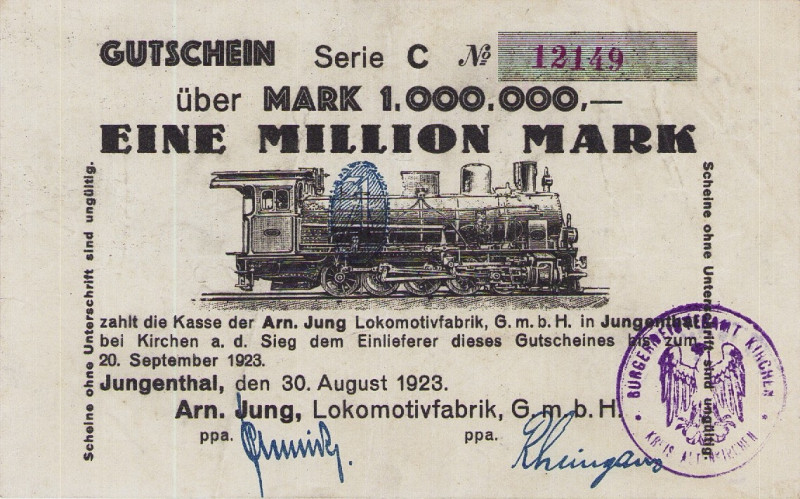 GUTSCHEIN Serie C № 12149
über MARK 1.000.000,—
EINE MILLION MARK
Scheine ohne Unterschrift sind ungültig.
Scheine ohne Unterschrift sind ungültig.
zahlt die Kasse der Arn. Jung Lokomotivfabrik, G. m. b. H. in Jungenthal
bei Kirchen a. d. Sieg dem Einlieferer dieses Gutscheines bis zum
20. September 1923.
Jungenthal, den 30. August 1923.
Arn. Jung, Lokomotivfabrik, G. m. b. H.
ppa. ppa. Rheingans
BÜRGERMEISTERAMT KIRCHEN
KREIS ALTENKIRCHEN